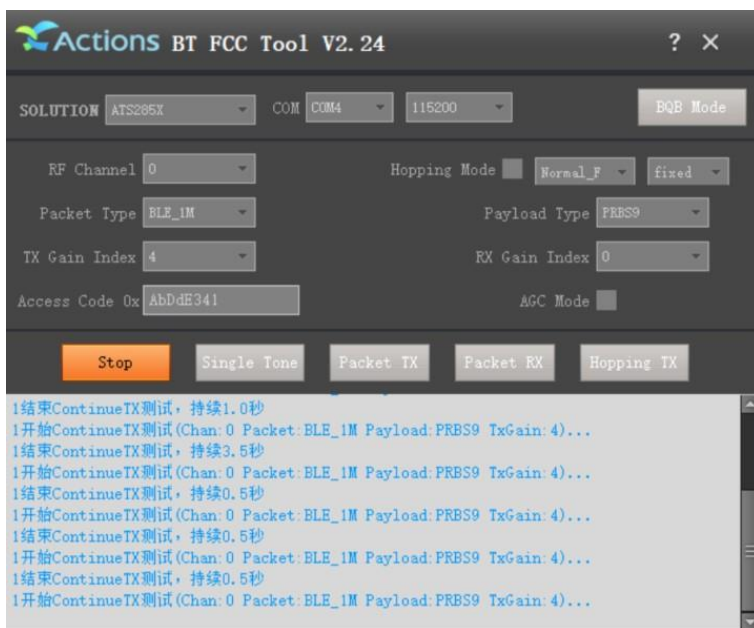 Actions BT FCC Tool V2.24 ? ×
SOLUTION ATS285X COM COM4 115200 BQB Mode
RF Channel 0 Hopping Mode Normal_F fixed
Packet Type BLE_1M Payload Type PRBS9
TX Gain Index 4 RX Gain Index 0
Access Code 0x AbDdE341 AGC Mode
Stop Single Tone Packet TX Packet RX Hopping TX
1结束ContinueTX测试，持续1.0秒
1开始ContinueTX测试(Chan:0 Packet:BLE_1M Payload:PRBS9 TxGain:4)...
1结束ContinueTX测试，持续3.5秒
1开始ContinueTX测试(Chan:0 Packet:BLE_1M Payload:PRBS9 TxGain:4)...
1结束ContinueTX测试，持续0.5秒
1开始ContinueTX测试(Chan:0 Packet:BLE_1M Payload:PRBS9 TxGain:4)...
1结束ContinueTX测试，持续0.5秒
1开始ContinueTX测试(Chan:0 Packet:BLE_1M Payload:PRBS9 TxGain:4)...
1结束ContinueTX测试，持续0.5秒
1开始ContinueTX测试(Chan:0 Packet:BLE_1M Payload:PRBS9 TxGain:4)...